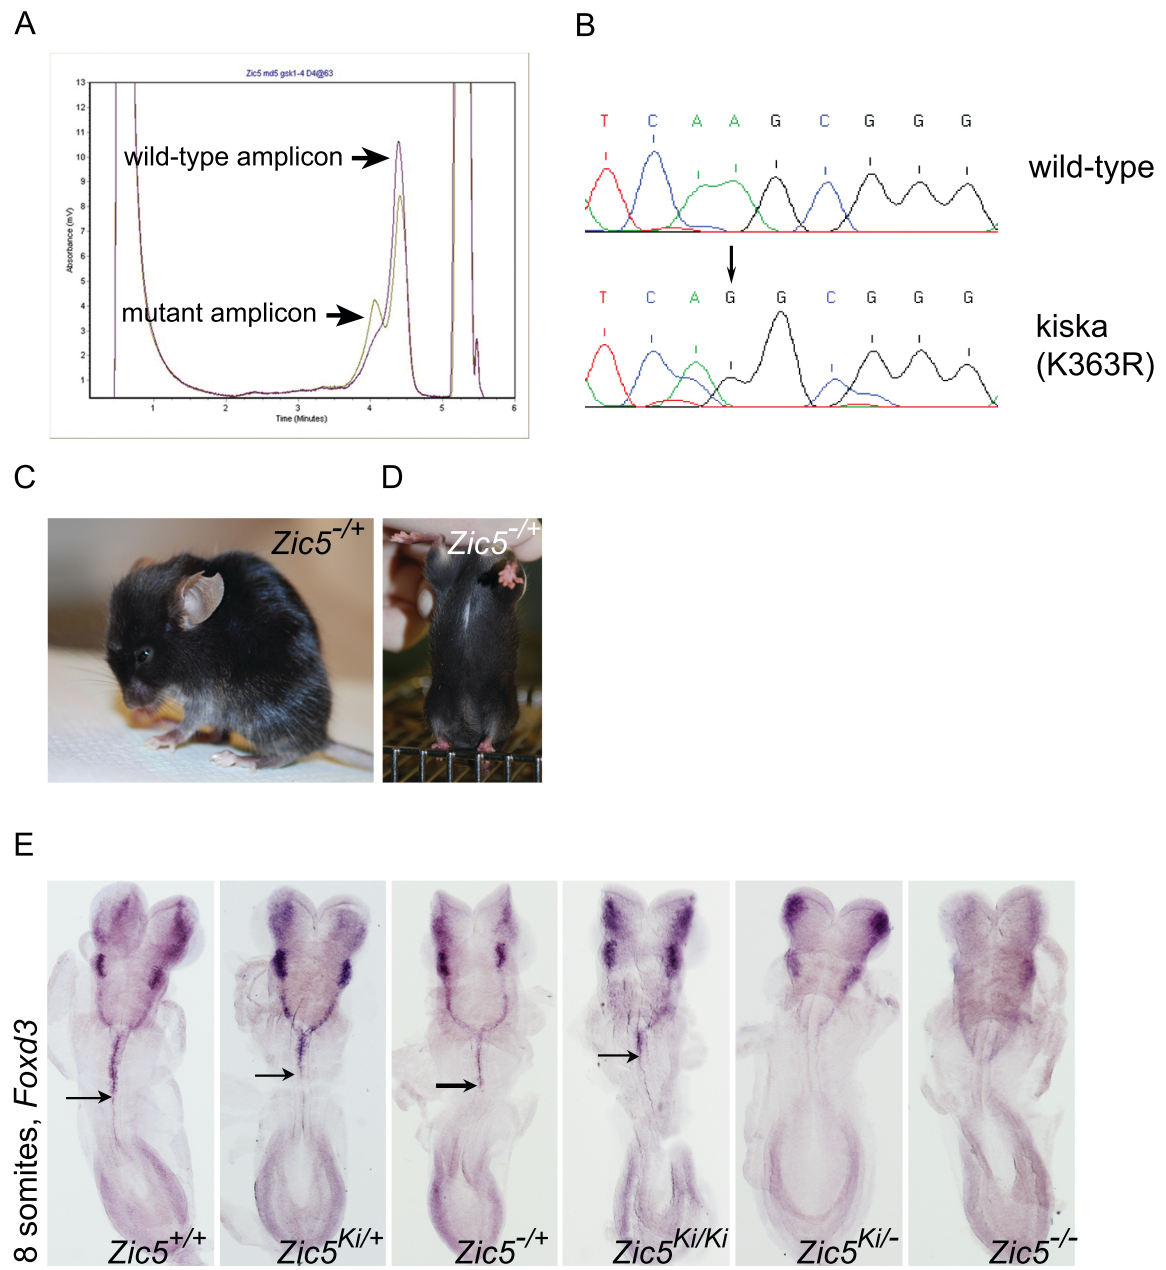 A
Zic5 md5 gsk1-4 D4@63
13
12
11
10
9
8
7
6
5
4
3
2
1
Absorbance (mV)
wild-type amplicon
mutant amplicon
1 2 3 4 5 6
Time (Minutes)
B
T C A A G C G G G
wild-type
T C A G G C G G G
kiska
(K363R)
C
Zic5-/+
D
Zic5-/+
E
8 somites, Foxd3
Zic5+/+
Zic5Ki/+
Zic5-/+
Zic5Ki/Ki
Zic5Ki/-
Zic5-/-